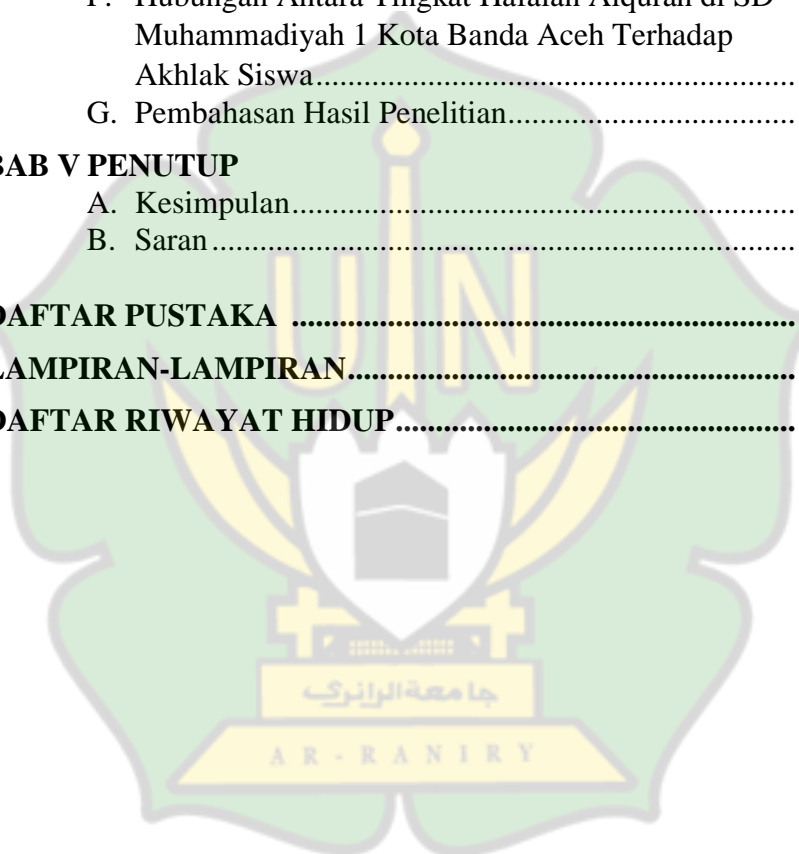 F. Hubungan Antara Tingkat Hafalan Alquran di SD
Muhammadiyah 1 Kota Banda Aceh Terhadap
Akhlak Siswa..........................................................
G. Pembahasan Hasil Penelitian...................................
BAB V PENUTUP
A. Kesimpulan.............................................................
B. Saran.......................................................................
DAFTAR PUSTAKA .............................................................
LAMPIRAN-LAMPIRAN......................................................
DAFTAR RIWAYAT HIDUP................................................
UIN
جامعة الرانري
AR-RANIRY